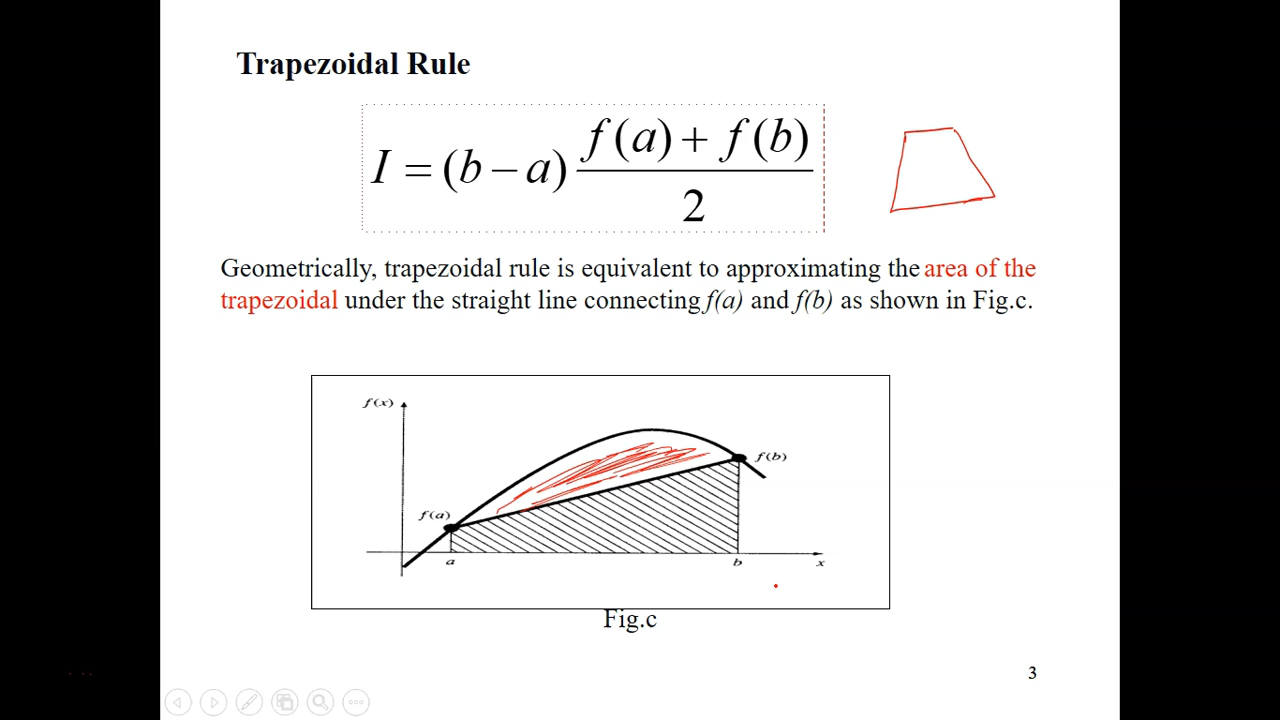 Trapezoidal Rule
I = (b − a) f(a) + f(b) / 2
Geometrically, trapezoidal rule is equivalent to approximating the area of the
trapezoidal under the straight line connecting f(a) and f(b) as shown in Fig.c.
f(x)
f(b)
f(a)
a b x
Fig.c
3